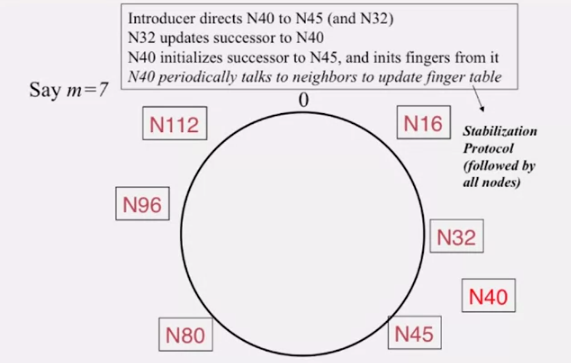 Introducer directs N40 to N45 (and N32)
N32 updates successor to N40
N40 initializes successor to N45, and inits fingers from it
N40 periodically talks to neighbors to update finger table
Say m=7
0
N112
N16
Stabilization
Protocol
(followed by
all nodes)
N96
N32
N40
N80
N45